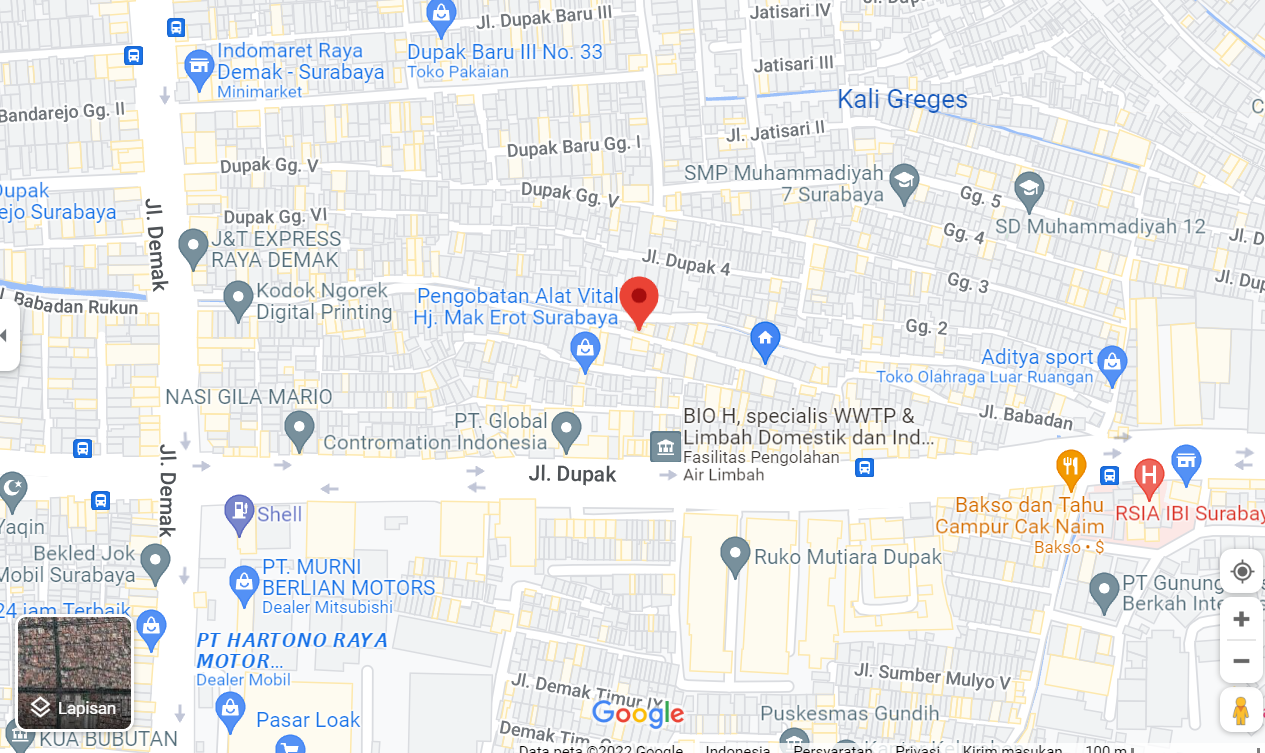 Jl. Dupak Baru III
Jatisari IV
Indomaret Raya
Demak - Surabaya
Minimarket
Dupak Baru III No. 33
Toko Pakaian
Jatisari III
Kali Greges
Bandarejo Gg. II
Jl. Jatisari II
Dupak Baru Gg. I
Dupak Gg. V
SMP Muhammadiyah
7 Surabaya
Dupak Gg. V
Gg. 5
SD Muhammadiyah 12
Dupak
ejo Surabaya
Jl. Demak
Dupak Gg. VI
J&T EXPRESS
RAYA DEMAK
Gg. 4
Jl. D
Jl. Dupak 4
Gg. 3
Jl. Dup
Babadan Rukun
Kodok Ngorek
Digital Printing
Pengobatan Alat Vital
Hj. Mak Erot Surabaya
Gg. 2
Aditya sport
Toko Olahraga Luar Ruangan
NASI GILA MARIO
Jl. Babadan
PT. Global
Contromation Indonesia
BIO H, specialis WWTP &
Limbah Domestik dan Ind...
Fasilitas Pengolahan
Air Limbah
Jl. Dupak
Jl. Demak
H
Yaqin
Shell
Bakso dan Tahu
Campur Cak Naim
Bakso • $
RSIA IBI Surabay
Bekled Jok
Mobil Surabaya
PT. MURNI
BERLIAN MOTORS
Dealer Mitsubishi
Ruko Mutiara Dupak
PT Gunung
Berkah Inte
24 jam Terbaik
PT HARTONO RAYA
MOTOR...
Dealer Mobil
Lapisan
Pasar Loak
KUA BUBUTAN
Jl. Demak Timur IX
Google
Jl. Sumber Mulyo V
Puskesmas Gundih
Jl. Demak Timur
Data peta ©2022 Google
Indonesia
Persyaratan
Privasi
Kirim masukan
100 m